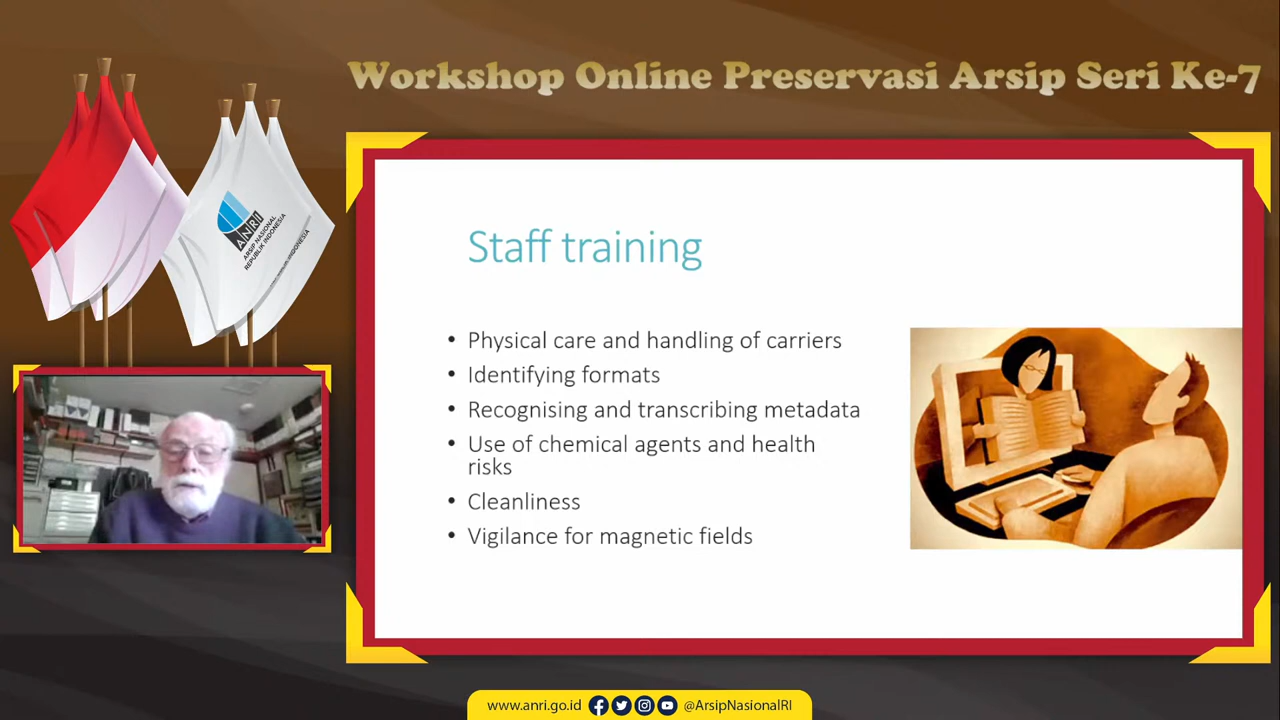 Workshop Online Preservasi Arsip Seri Ke-7
ANRI
ARSIP NASIONAL
REPUBLIK INDONESIA
Staff training
• Physical care and handling of carriers
• Identifying formats
• Recognising and transcribing metadata
• Use of chemical agents and health
risks
• Cleanliness
• Vigilance for magnetic fields
www.anri.go.id @ArsipNasionalRI